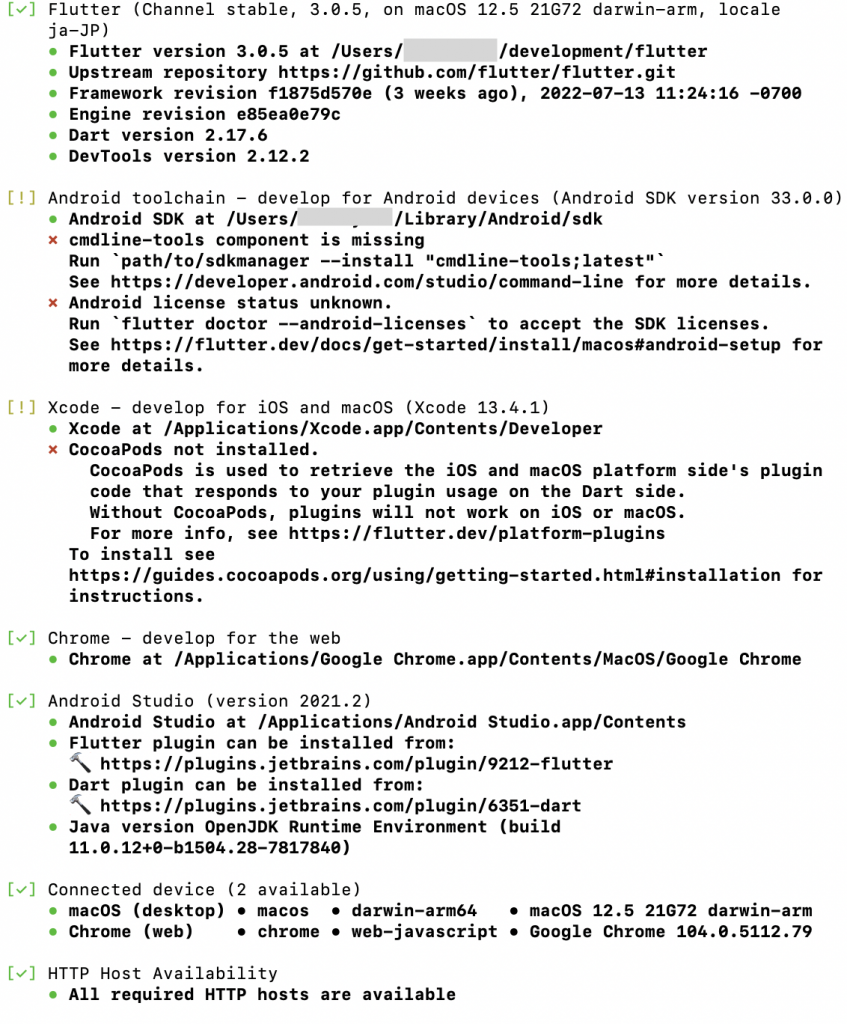 [✓] Flutter (Channel stable, 3.0.5, on macOS 12.5 21G72 darwin-arm, locale
ja-JP)
• Flutter version 3.0.5 at /Users/ /development/flutter
• Upstream repository https://github.com/flutter/flutter.git
• Framework revision f1875d570e (3 weeks ago), 2022-07-13 11:24:16 -0700
• Engine revision e85ea0e79c
• Dart version 2.17.6
• DevTools version 2.12.2
[!] Android toolchain - develop for Android devices (Android SDK version 33.0.0)
• Android SDK at /Users/ /Library/Android/sdk
✗ cmdline-tools component is missing
Run `path/to/sdkmanager --install "cmdline-tools;latest"`
See https://developer.android.com/studio/command-line for more details.
✗ Android license status unknown.
Run `flutter doctor --android-licenses` to accept the SDK licenses.
See https://flutter.dev/docs/get-started/install/macos#android-setup for
more details.
[!] Xcode - develop for iOS and macOS (Xcode 13.4.1)
• Xcode at /Applications/Xcode.app/Contents/Developer
✗ CocoaPods not installed.
CocoaPods is used to retrieve the iOS and macOS platform side's plugin
code that responds to your plugin usage on the Dart side.
Without CocoaPods, plugins will not work on iOS or macOS.
For more info, see https://flutter.dev/platform-plugins
To install see
https://guides.cocoapods.org/using/getting-started.html#installation for
instructions.
[✓] Chrome - develop for the web
• Chrome at /Applications/Google Chrome.app/Contents/MacOS/Google Chrome
[✓] Android Studio (version 2021.2)
• Android Studio at /Applications/Android Studio.app/Contents
• Flutter plugin can be installed from:
🔨 https://plugins.jetbrains.com/plugin/9212-flutter
• Dart plugin can be installed from:
🔨 https://plugins.jetbrains.com/plugin/6351-dart
• Java version OpenJDK Runtime Environment (build
11.0.12+0-b1504.28-7817840)
[✓] Connected device (2 available)
• macOS (desktop) • macos • darwin-arm64 • macOS 12.5 21G72 darwin-arm
• Chrome (web) • chrome • web-javascript • Google Chrome 104.0.5112.79
[✓] HTTP Host Availability
• All required HTTP hosts are available